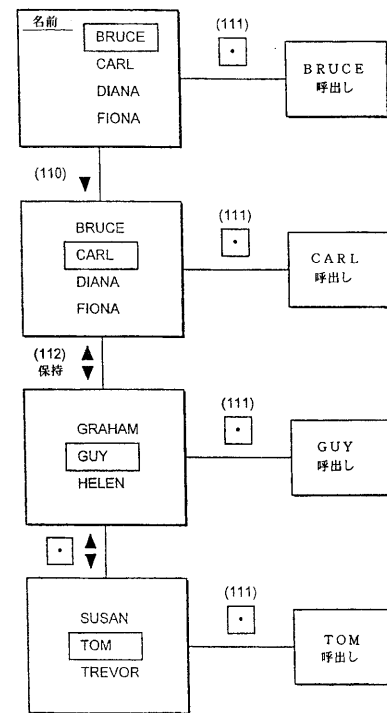 名前
BRUCE
CARL
DIANA
FIONA
(111)
BRUCE
呼出し
(110)
BRUCE
CARL
DIANA
FIONA
(111)
CARL
呼出し
(112)
保持
GRAHAM
GUY
HELEN
(111)
GUY
呼出し
SUSAN
TOM
TREVOR
(111)
TOM
呼出し